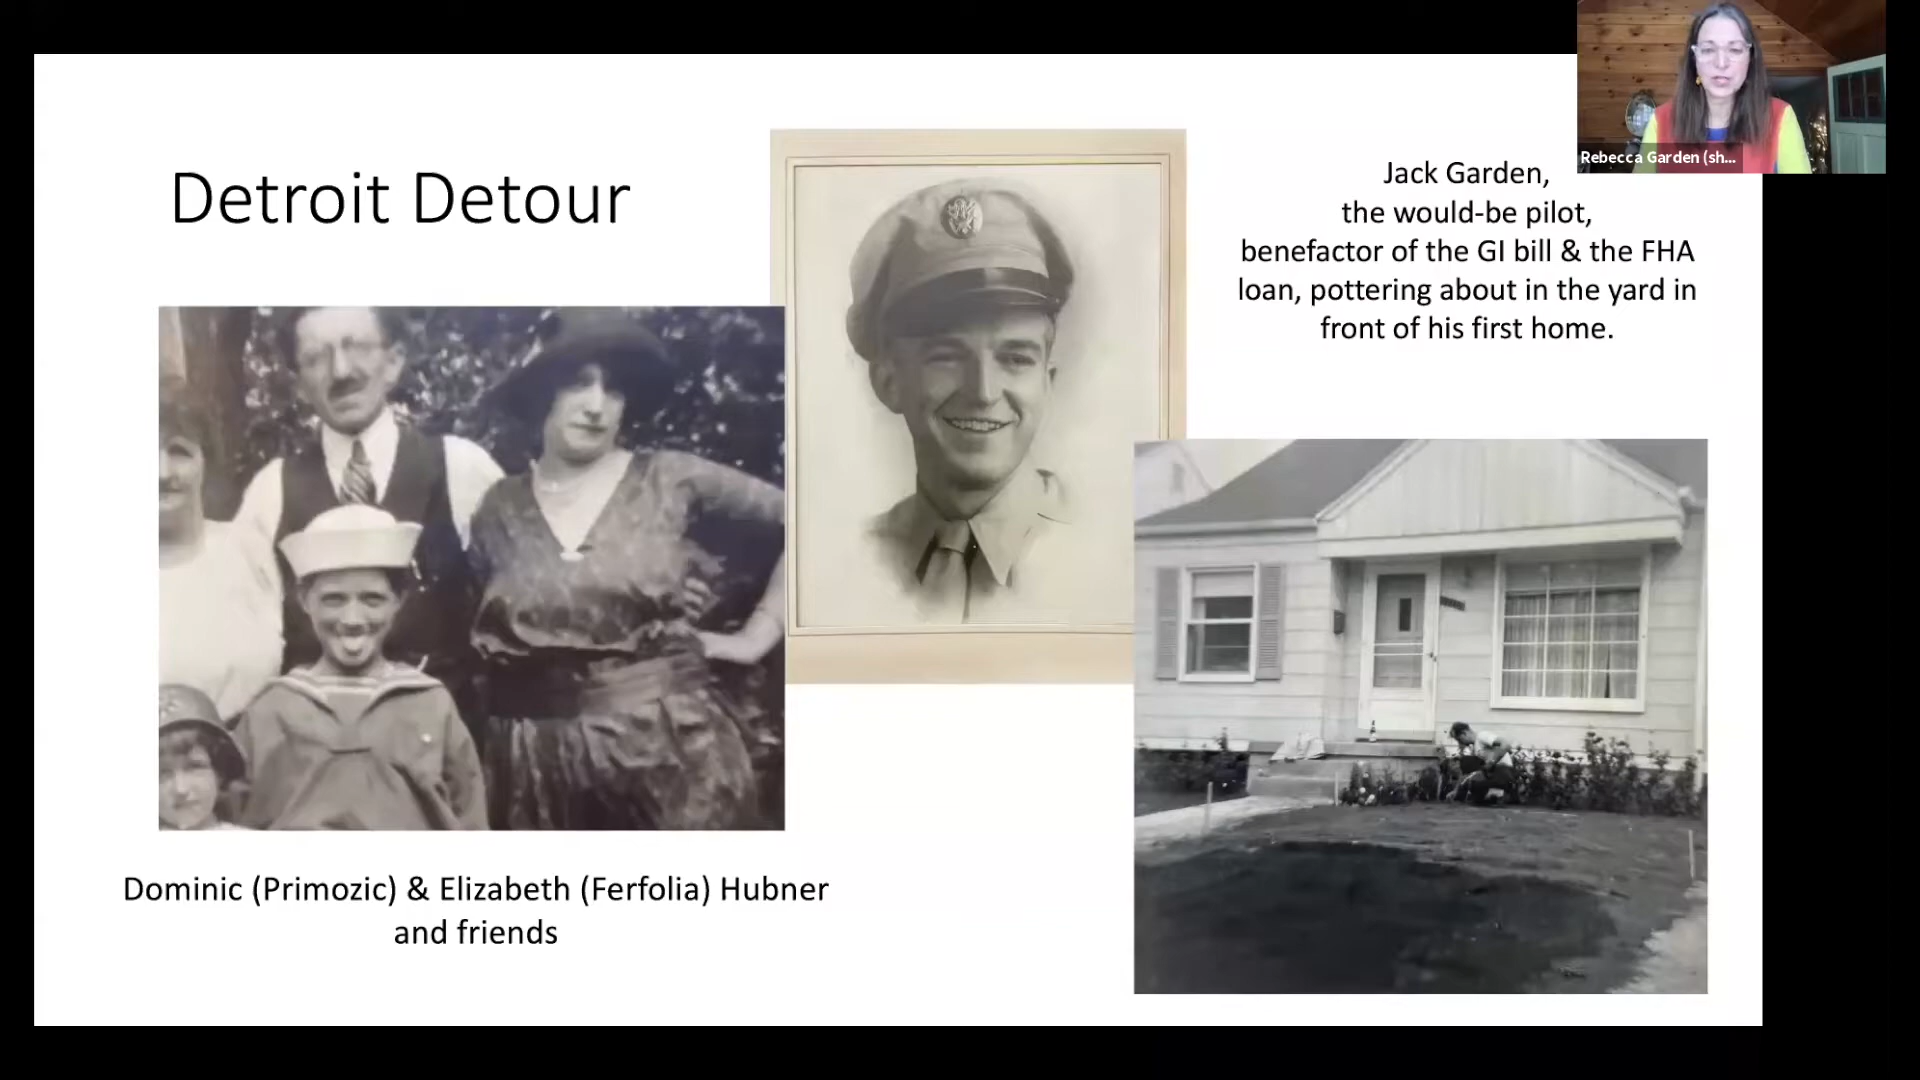 Detroit Detour
Jack Garden,
the would-be pilot,
benefactor of the GI bill & the FHA
loan, pottering about in the yard in
front of his first home.
Dominic (Primozic) & Elizabeth (Ferfolia) Hubner
and friends
Rebecca Garden (sh...